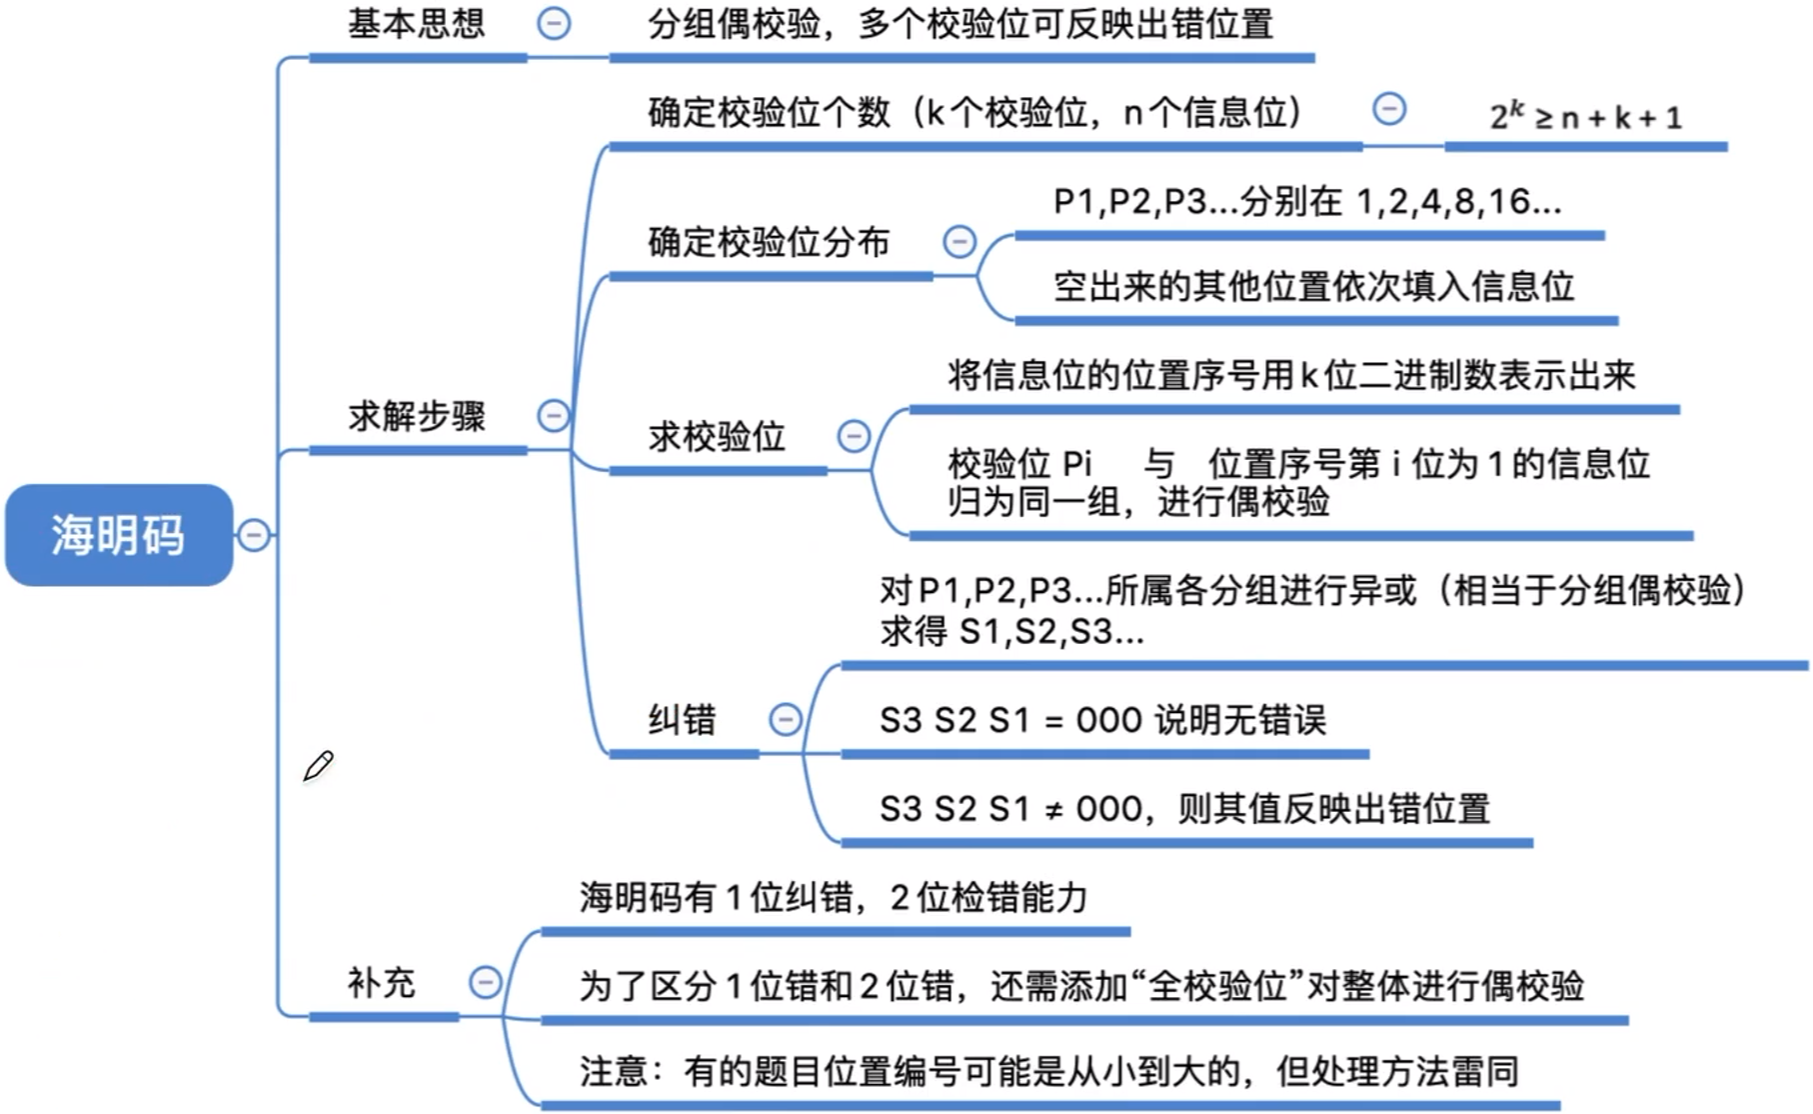 海明码
基本思想
分组偶校验，多个校验位可反映出错位置
求解步骤
确定校验位个数（k个校验位，n个信息位）
2^k ≥ n + k + 1
确定校验位分布
P1,P2,P3...分别在 1,2,4,8,16...
空出来的其他位置依次填入信息位
求校验位
将信息位的位置序号用k位二进制数表示出来
校验位 Pi 与 位置序号第 i 位为1的信息位
归为同一组，进行偶校验
纠错
对P1,P2,P3...所属各分组进行异或（相当于分组偶校验）
求得 S1,S2,S3...
S3 S2 S1 = 000 说明无错误
S3 S2 S1 ≠ 000，则其值反映出错位置
补充
海明码有1位纠错，2位检错能力
为了区分1位错和2位错，还需添加“全校验位”对整体进行偶校验
注意：有的题目位置编号可能是从小到大的，但处理方法雷同